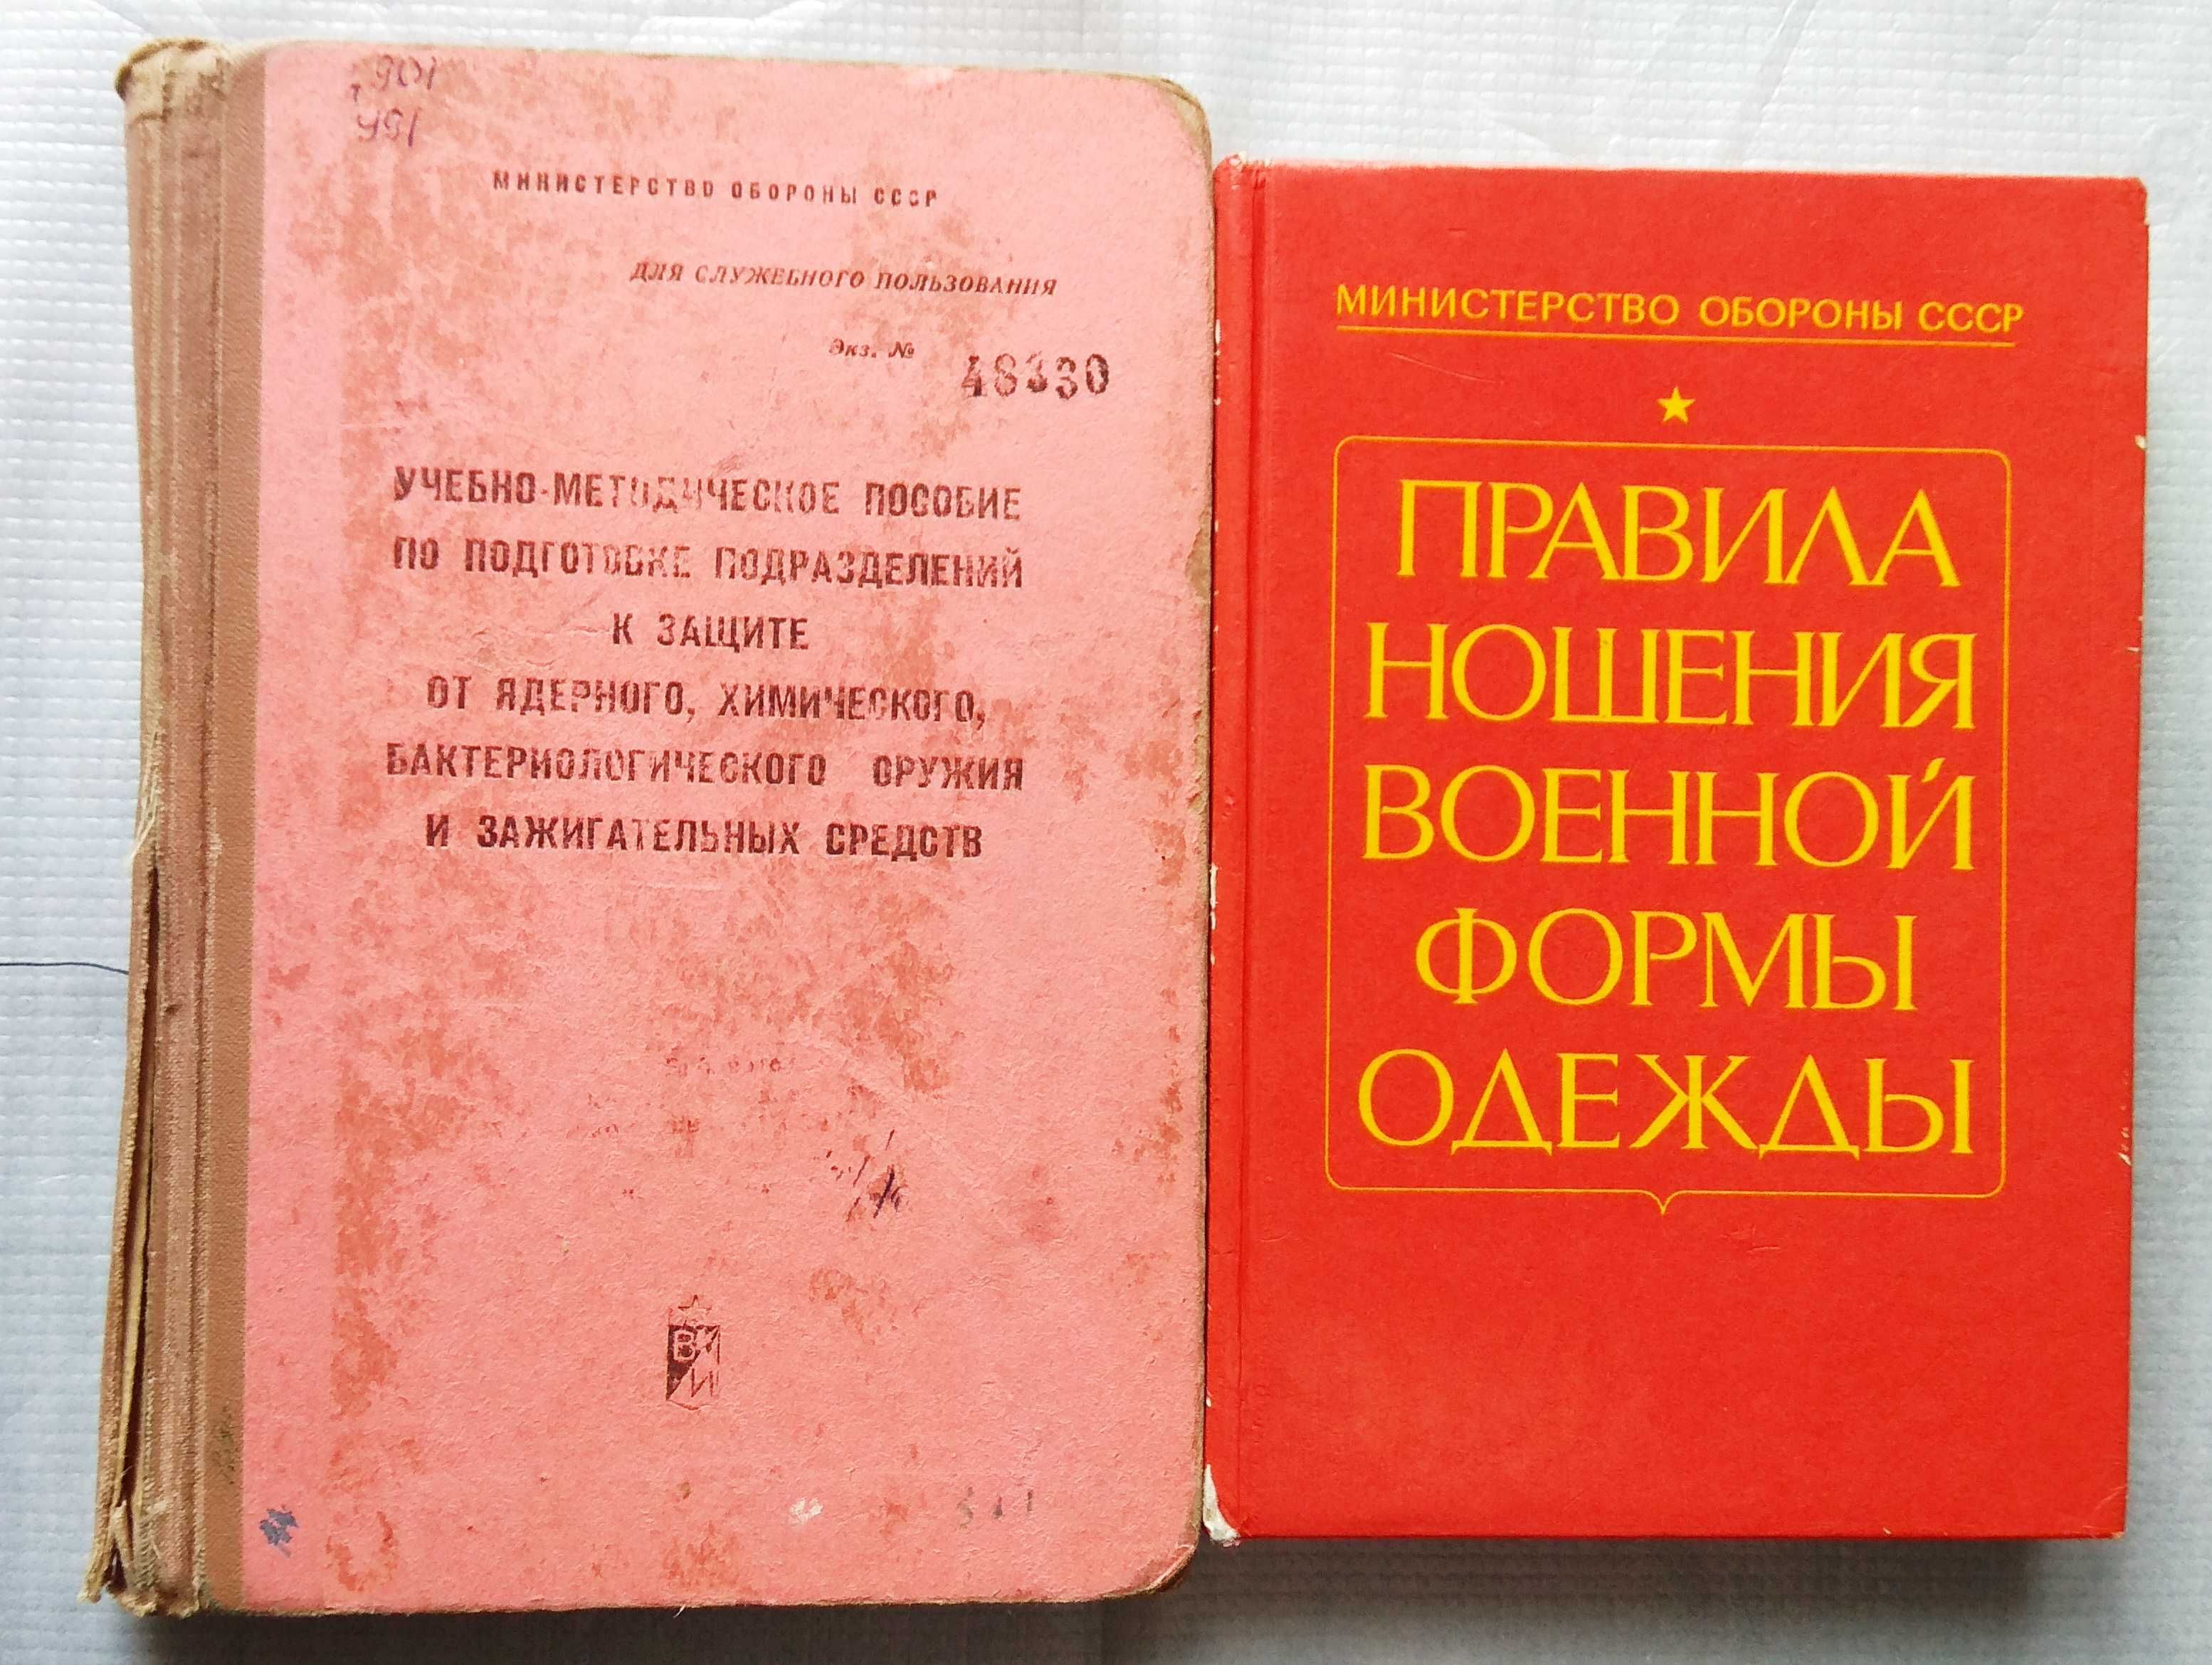 901
МИНИСТЕРСТВО ОБОРОНЫ СССР
ДЛЯ СЛУЖЕБНОГО ПОЛЬЗОВАНИЯ
Экз. № 48330
УЧЕБНО-МЕТОДИЧЕСКОЕ ПОСОБИЕ
ПО ПОДГОТОВКЕ ПОДРАЗДЕЛЕНИЙ
К ЗАЩИТЕ
ОТ ЯДЕРНОГО, ХИМИЧЕСКОГО,
БАКТЕРИОЛОГИЧЕСКОГО ОРУЖИЯ
И ЗАЖИГАТЕЛЬНЫХ СРЕДСТВ
В И
МИНИСТЕРСТВО ОБОРОНЫ СССР
ПРАВИЛА
НОШЕНИЯ
ВОЕННОЙ
ФОРМЫ
ОДЕЖДЫ